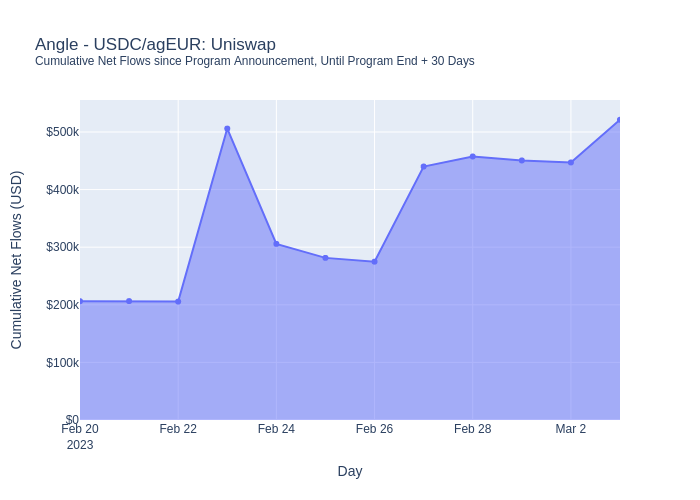 Angle - USDC/agEUR: Uniswap
Cumulative Net Flows since Program Announcement, Until Program End + 30 Days
Cumulative Net Flows (USD)
$500k
$400k
$300k
$200k
$100k
$0
Feb 20 Feb 22 Feb 24 Feb 26 Feb 28 Mar 2
2023
Day